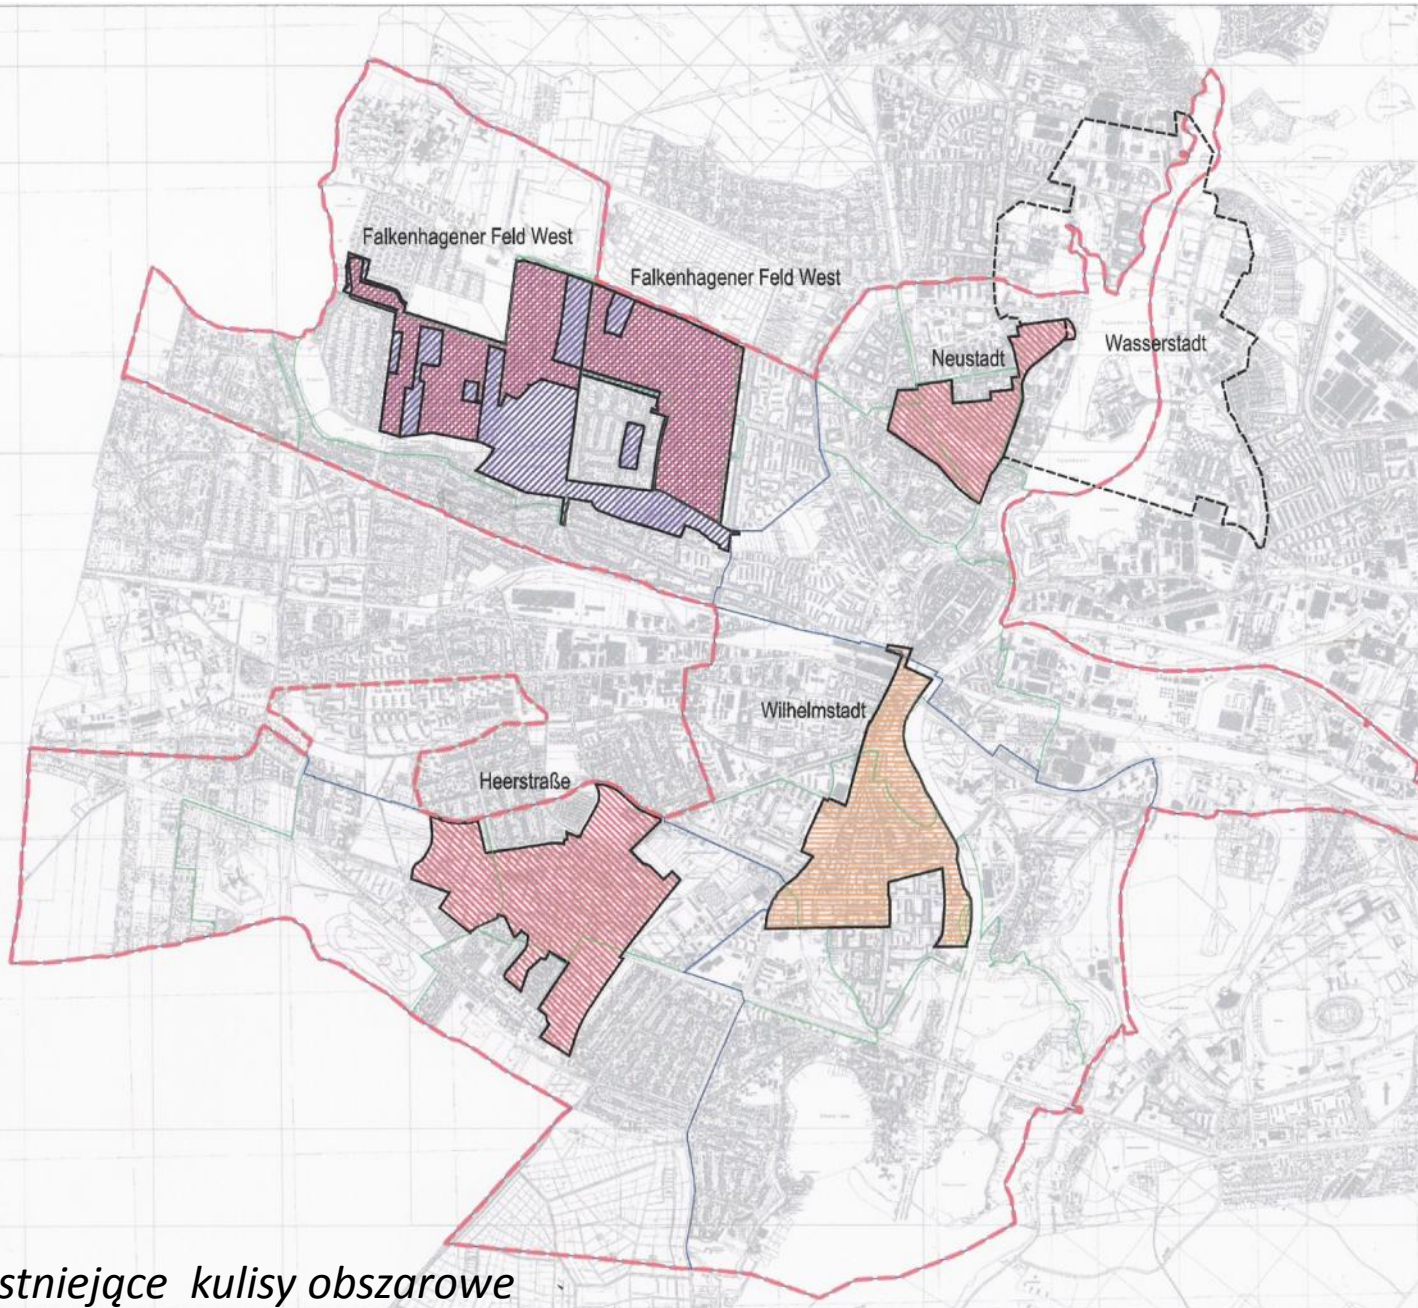 Falkenhagener Feld West
Falkenhagener Feld West
Neustadt
Wasserstadt
Wilhelmstadt
Heerstraße
stniejące kulisy obszarowe